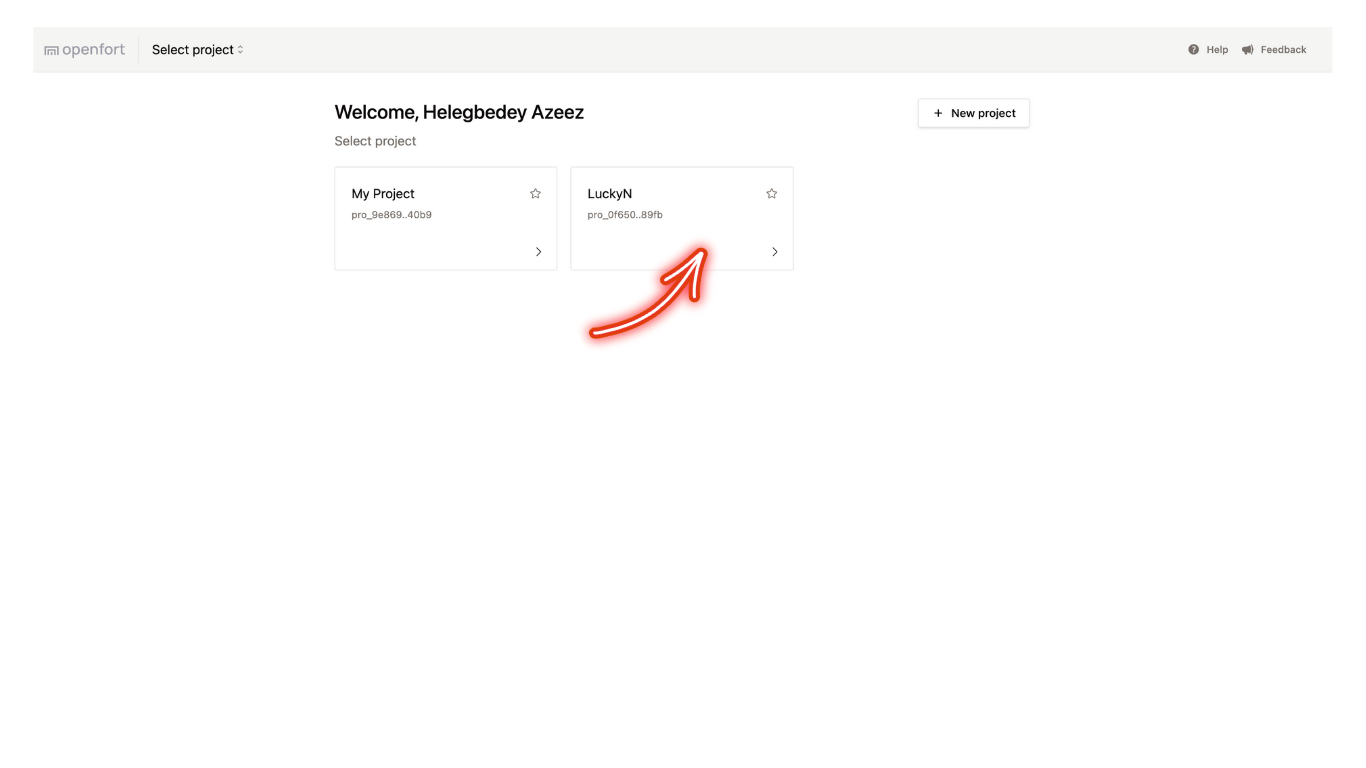 openfort Select project Help Feedback
Welcome, Helegbedey Azeez
+ New project
Select project
My Project
pro_9e869..40b9
LuckyN
pro_0f650..89fb